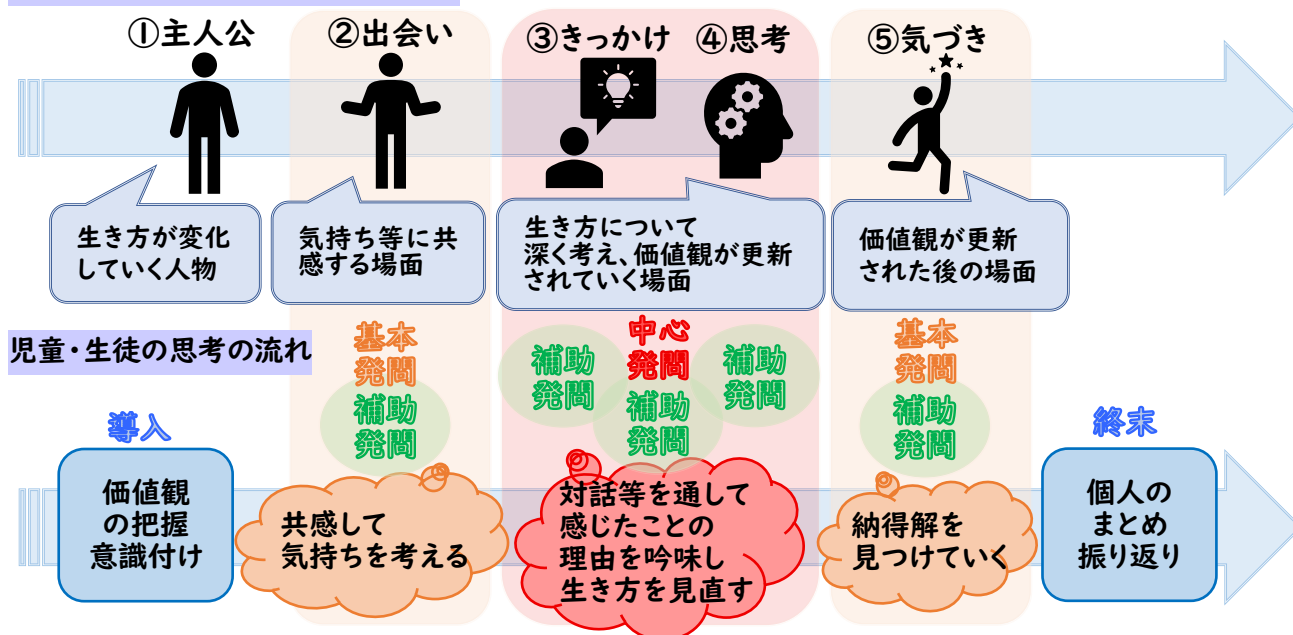 ①主人公
②出会い
③きっかけ
④思考
⑤気づき
生き方が変化
していく人物
気持ち等に共
感する場面
生き方について
深く考え、価値観が更新
されていく場面
価値観が更新
された後の場面
児童・生徒の思考の流れ
基本
発問
補助
発問
補助
発問
中心
発問
補助
発問
補助
発問
基本
発問
補助
発問
導入
価値観
の把握
意識付け
共感して
気持ちを考える
対話等を通して
感じたことの
理由を吟味し
生き方を見直す
納得解を
見つけていく
終末
個人の
まとめ
振り返り